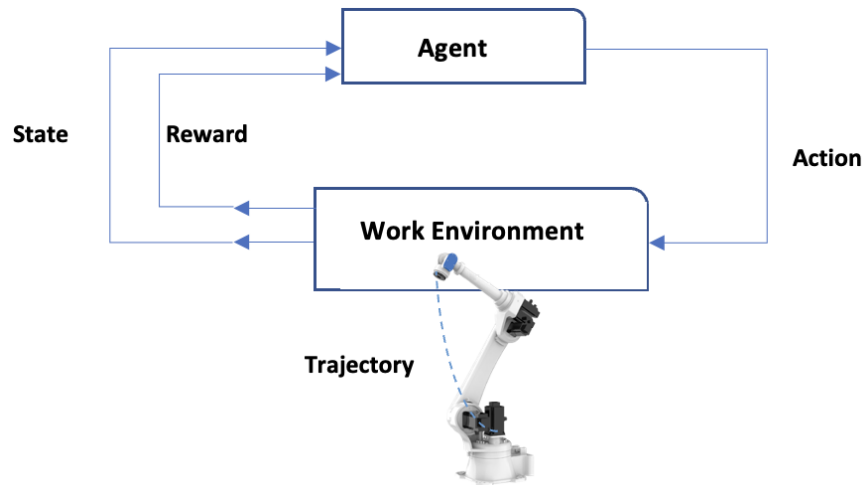 Agent
State
Reward
Action
Work Environment
Trajectory